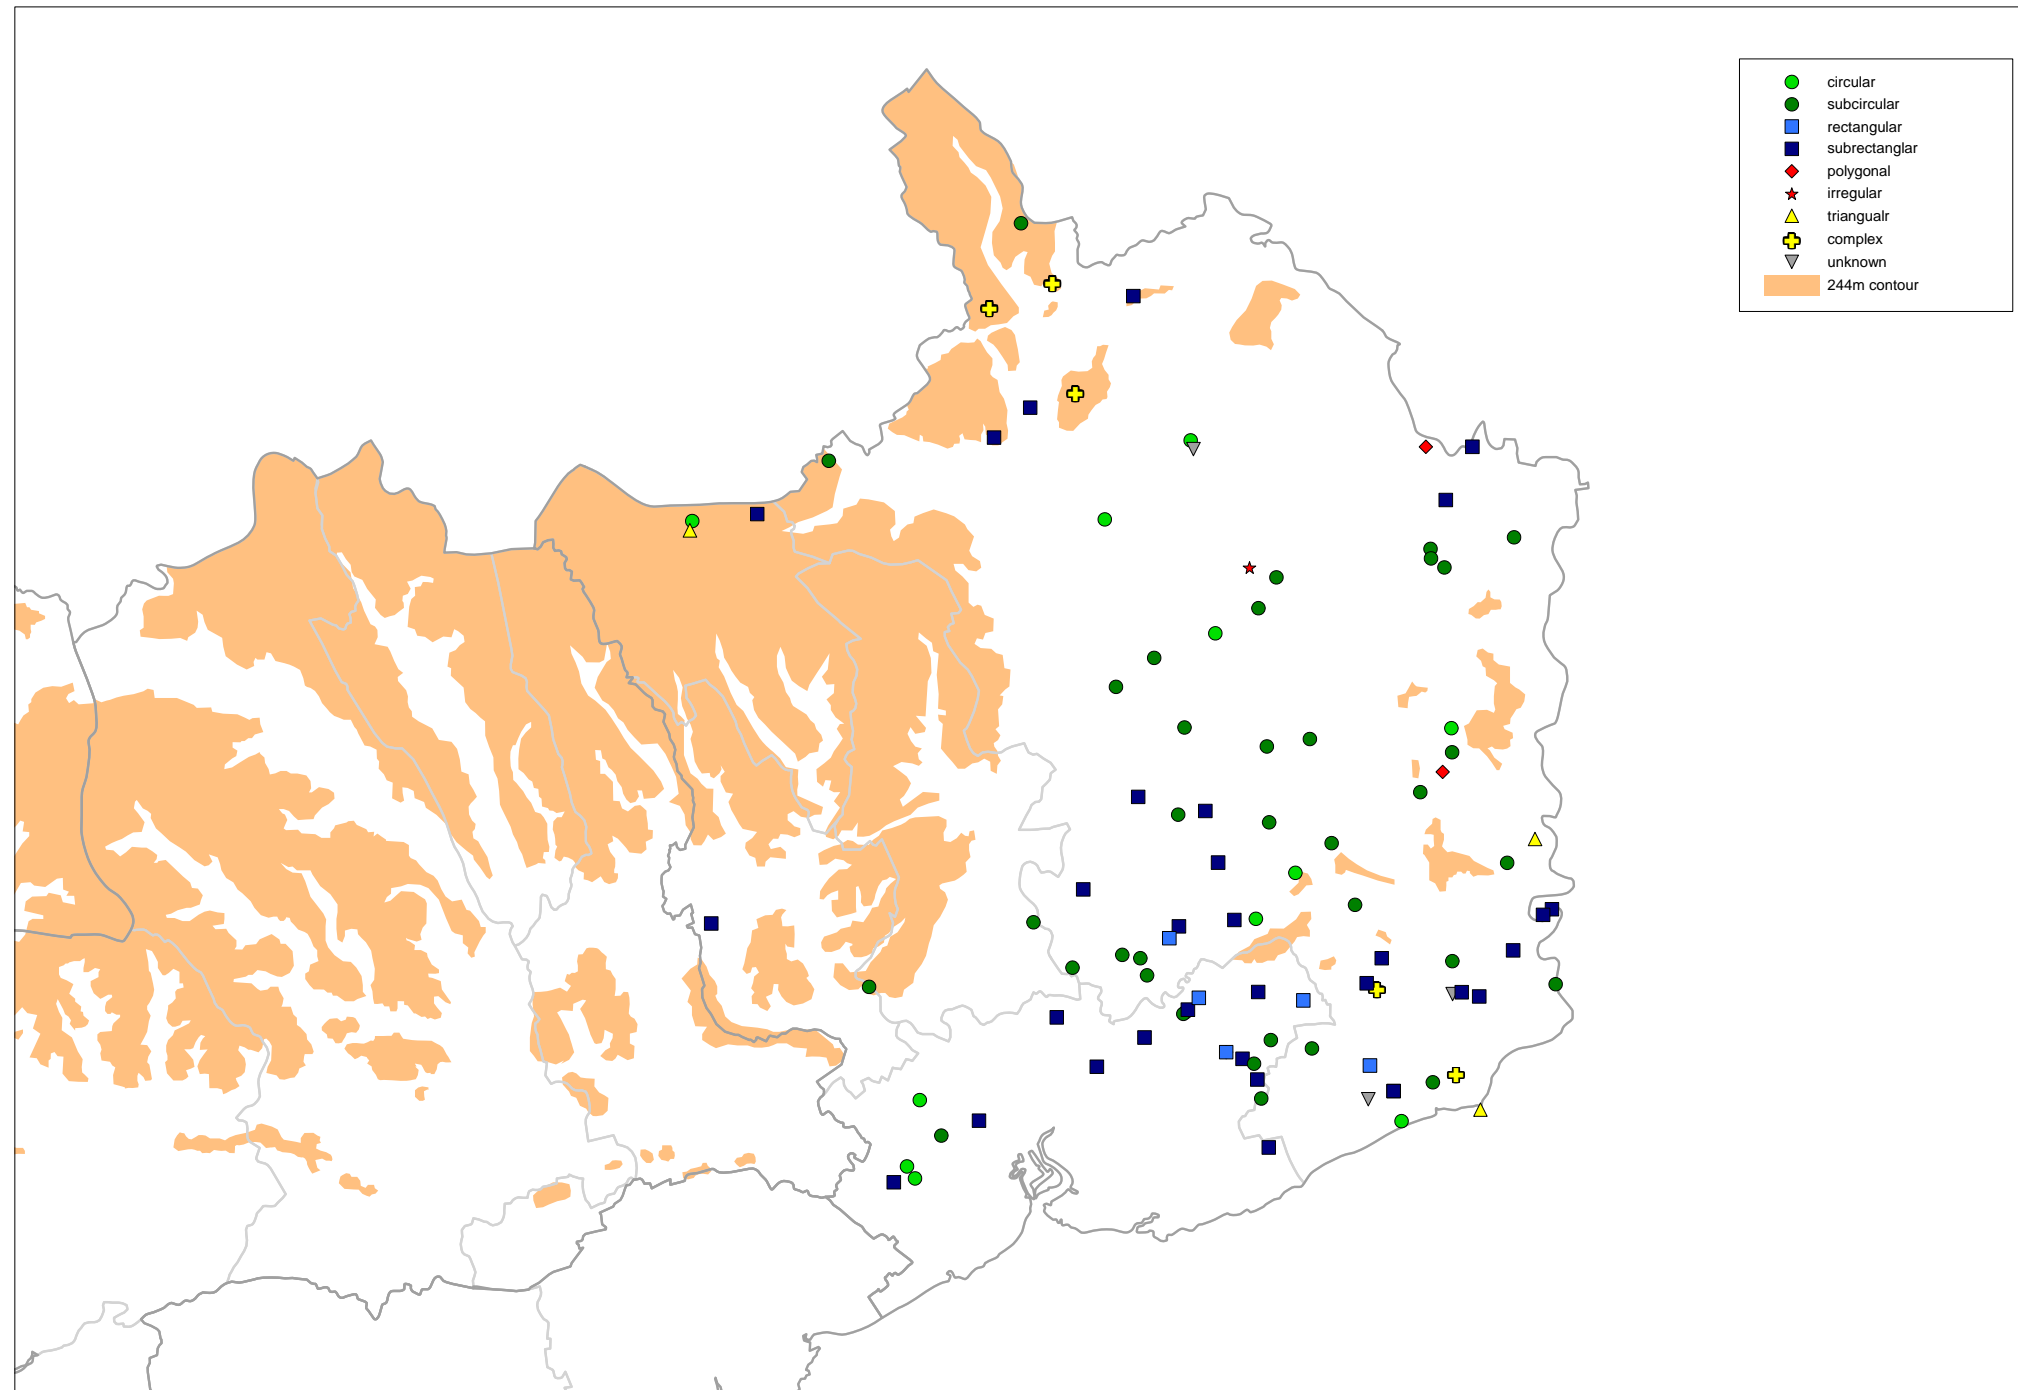 circular
subcircular
rectangular
subrectanglar
polygonal
irregular
triangualr
complex
unknown
244m contour